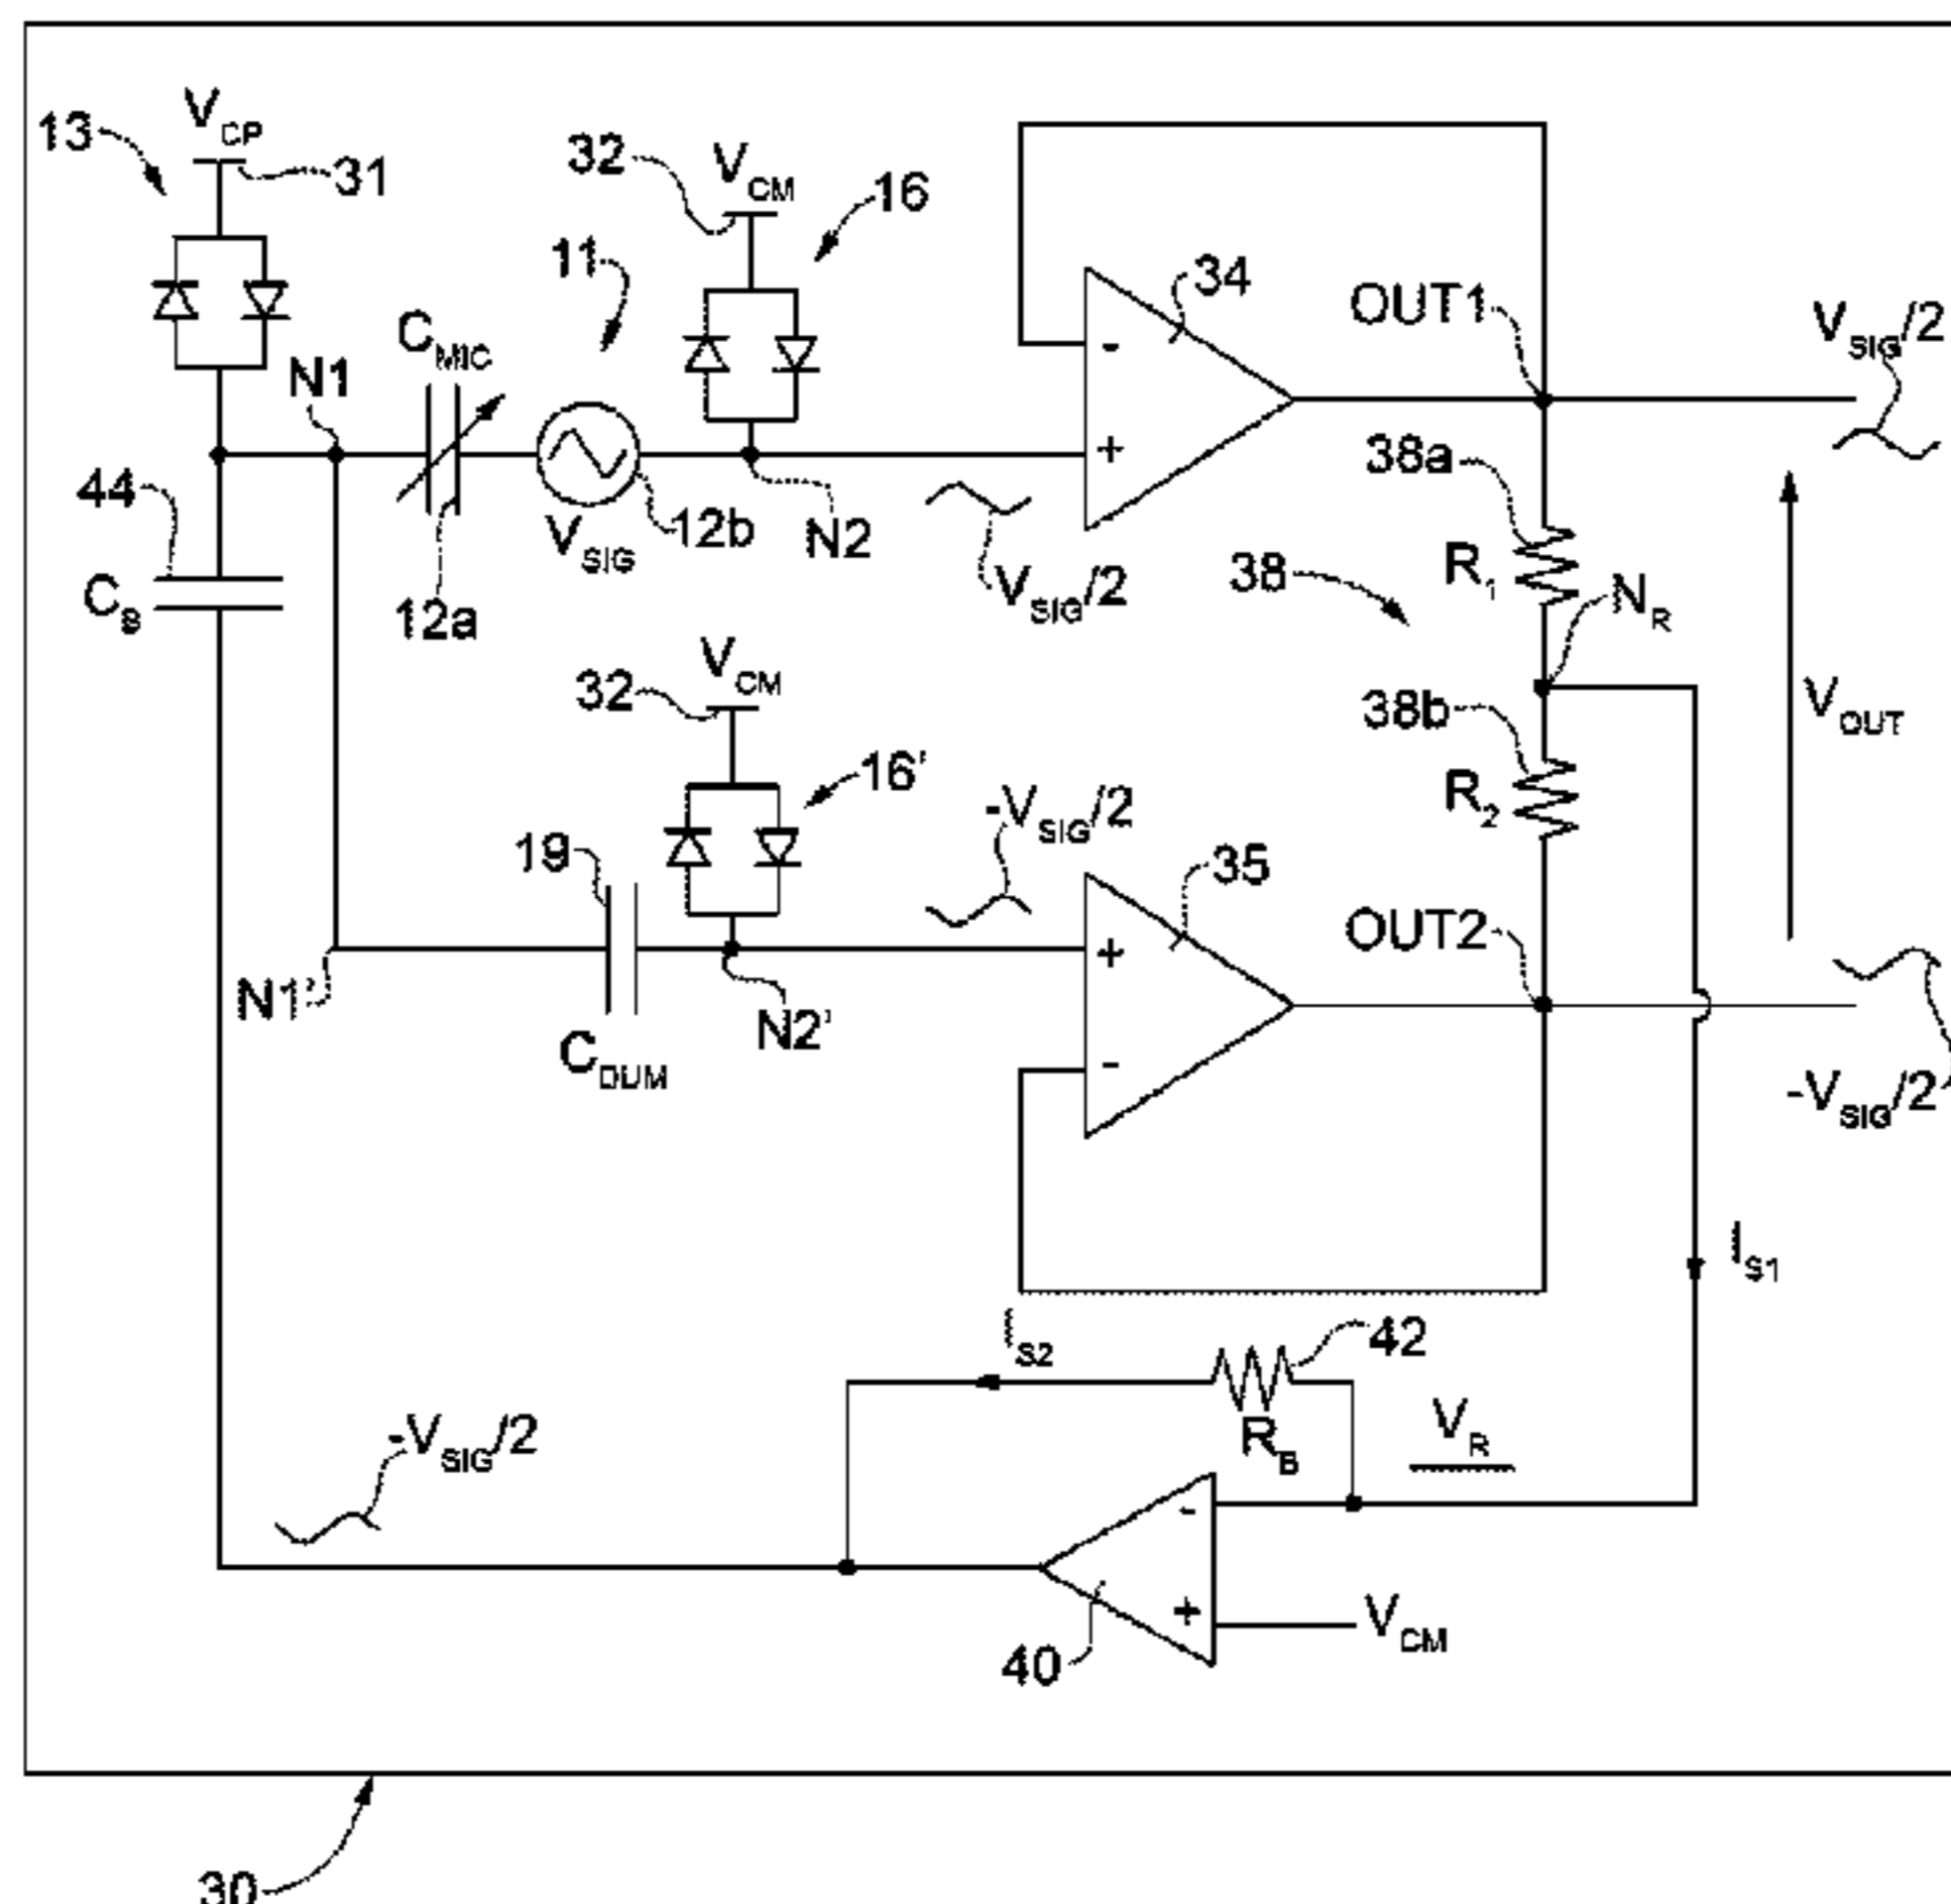 13
V_CP
31
32
V_CM
16
11
34
OUT1
V_SIG/2
C_MIC
N1
-
+
38a
44
V_SIG
12b
N2
V_SIG/2
38
R_1
N_R
C_B
12a
V_CM
32
38b
V_OUT
16'
-V_SIG/2
R_2
19
35
OUT2
+
N1'
N2'
C_DUM
-
-V_SIG/2
I_S1
I_S2
42
-V_SIG/2
R_B
V_R
-
+
V_CM
40
30